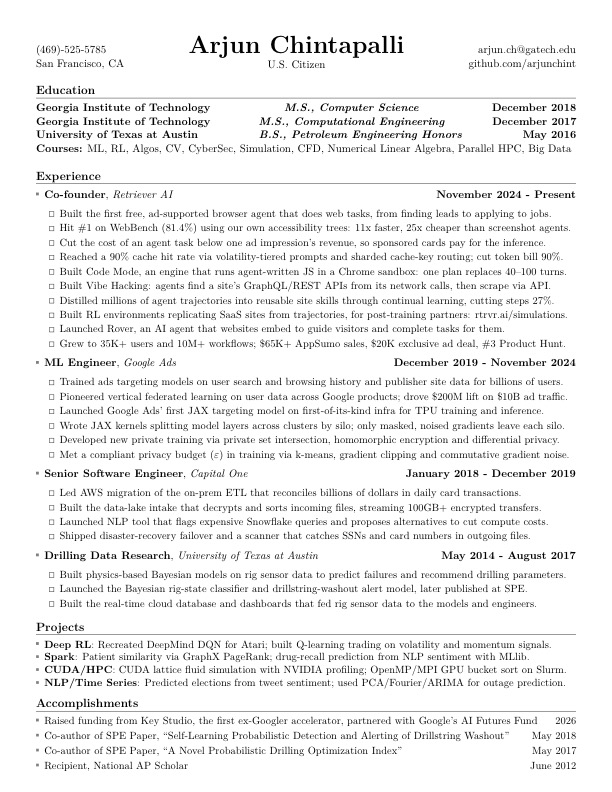 Arjun Chintapalli
(469)-525-5785
San Francisco, CA
U.S. Citizen
arjun.ch@gatech.edu
github.com/arjunchint
Education
Georgia Institute of Technology M.S., Computer Science December 2018
Georgia Institute of Technology M.S., Computational Engineering December 2017
University of Texas at Austin B.S., Petroleum Engineering Honors May 2016
Courses: ML, RL, Algos, CV, CyberSec, Simulation, CFD, Numerical Linear Algebra, Parallel HPC, Big Data
Experience
Co-founder, Retriever AI November 2024 - Present
Built the first free, ad-supported browser agent that does web tasks, from finding leads to applying to jobs.
Hit #1 on WebBench (81.4%) using our own accessibility trees: 11x faster, 25x cheaper than screenshot agents.
Cut the cost of an agent task below one ad impression's revenue, so sponsored cards pay for the inference.
Reached a 90% cache hit rate via volatility-tiered prompts and sharded cache-key routing; cut token bill 90%.
Built Code Mode, an engine that runs agent-written JS in a Chrome sandbox: one plan replaces 40–100 turns.
Built Vibe Hacking: agents find a site's GraphQL/REST APIs from its network calls, then scrape via API.
Distilled millions of agent trajectories into reusable site skills through continual learning, cutting steps 27%.
Built RL environments replicating SaaS sites from trajectories, for post-training partners: rtrvr.ai/simulations.
Launched Rover, an AI agent that websites embed to guide visitors and complete tasks for them.
Grew to 35K+ users and 10M+ workflows; $65K+ AppSumo sales, $20K exclusive ad deal, #3 Product Hunt.
ML Engineer, Google Ads December 2019 - November 2024
Trained ads targeting models on user search and browsing history and publisher site data for billions of users.
Pioneered vertical federated learning on user data across Google products; drove $200M lift on $10B ad traffic.
Launched Google Ads' first JAX targeting model on first-of-its-kind infra for TPU training and inference.
Wrote JAX kernels splitting model layers across clusters by silo; only masked, noised gradients leave each silo.
Developed new private training via private set intersection, homomorphic encryption and differential privacy.
Met a compliant privacy budget (ε) in training via k-means, gradient clipping and commutative gradient noise.
Senior Software Engineer, Capital One January 2018 - December 2019
Led AWS migration of the on-prem ETL that reconciles billions of dollars in daily card transactions.
Built the data-lake intake that decrypts and sorts incoming files, streaming 100GB+ encrypted transfers.
Launched NLP tool that flags expensive Snowflake queries and proposes alternatives to cut compute costs.
Shipped disaster-recovery failover and a scanner that catches SSNs and card numbers in outgoing files.
Drilling Data Research, University of Texas at Austin May 2014 - August 2017
Built physics-based Bayesian models on rig sensor data to predict failures and recommend drilling parameters.
Launched the Bayesian rig-state classifier and drillstring-washout alert model, later published at SPE.
Built the real-time cloud database and dashboards that fed rig sensor data to the models and engineers.
Projects
Deep RL: Recreated DeepMind DQN for Atari; built Q-learning trading on volatility and momentum signals.
Spark: Patient similarity via GraphX PageRank; drug-recall prediction from NLP sentiment with MLlib.
CUDA/HPC: CUDA lattice fluid simulation with NVIDIA profiling; OpenMP/MPI GPU bucket sort on Slurm.
NLP/Time Series: Predicted elections from tweet sentiment; used PCA/Fourier/ARIMA for outage prediction.
Accomplishments
Raised funding from Key Studio, the first ex-Googler accelerator, partnered with Google's AI Futures Fund 2026
Co-author of SPE Paper, “Self-Learning Probabilistic Detection and Alerting of Drillstring Washout” May 2018
Co-author of SPE Paper, “A Novel Probabilistic Drilling Optimization Index” May 2017
Recipient, National AP Scholar June 2012